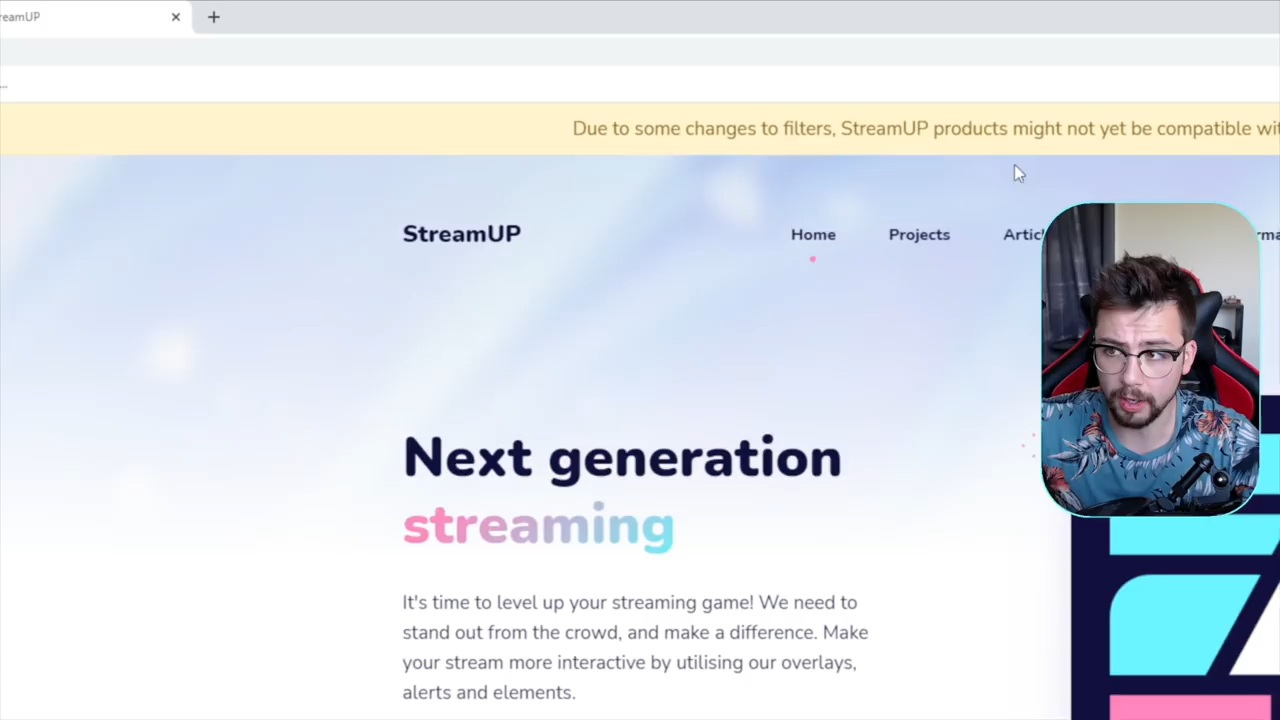 StreamUP
Due to some changes to filters, StreamUP products might not yet be compatible
StreamUP
Home Projects
Next generation
streaming
It's time to level up your streaming game! We need to
stand out from the crowd, and make a difference. Make
your stream more interactive by utilising our overlays,
alerts and elements.